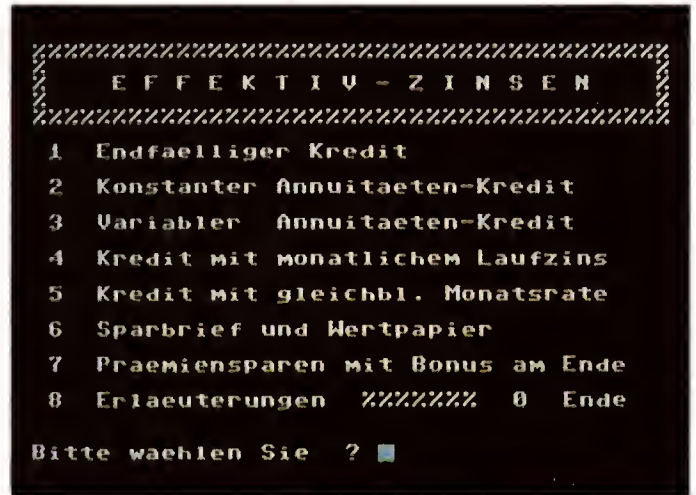 %%%%%%%%%%%%%%%%%%%%%%%%%%%%%%%%%%%%%%%
E F F E K T I V - Z I N S E N
%%%%%%%%%%%%%%%%%%%%%%%%%%%%%%%%%%%%%%%
1 Endfaelliger Kredit
2 Konstanter Annuitaeten-Kredit
3 Variabler Annuitaeten-Kredit
4 Kredit mit monatlichem Laufzins
5 Kredit mit gleichbl. Monatsrate
6 Sparbrief und Wertpapier
7 Praemiensparen mit Bonus am Ende
8 Erlaeuterungen %%%%%%% 0 Ende
Bitte waehlen Sie ?